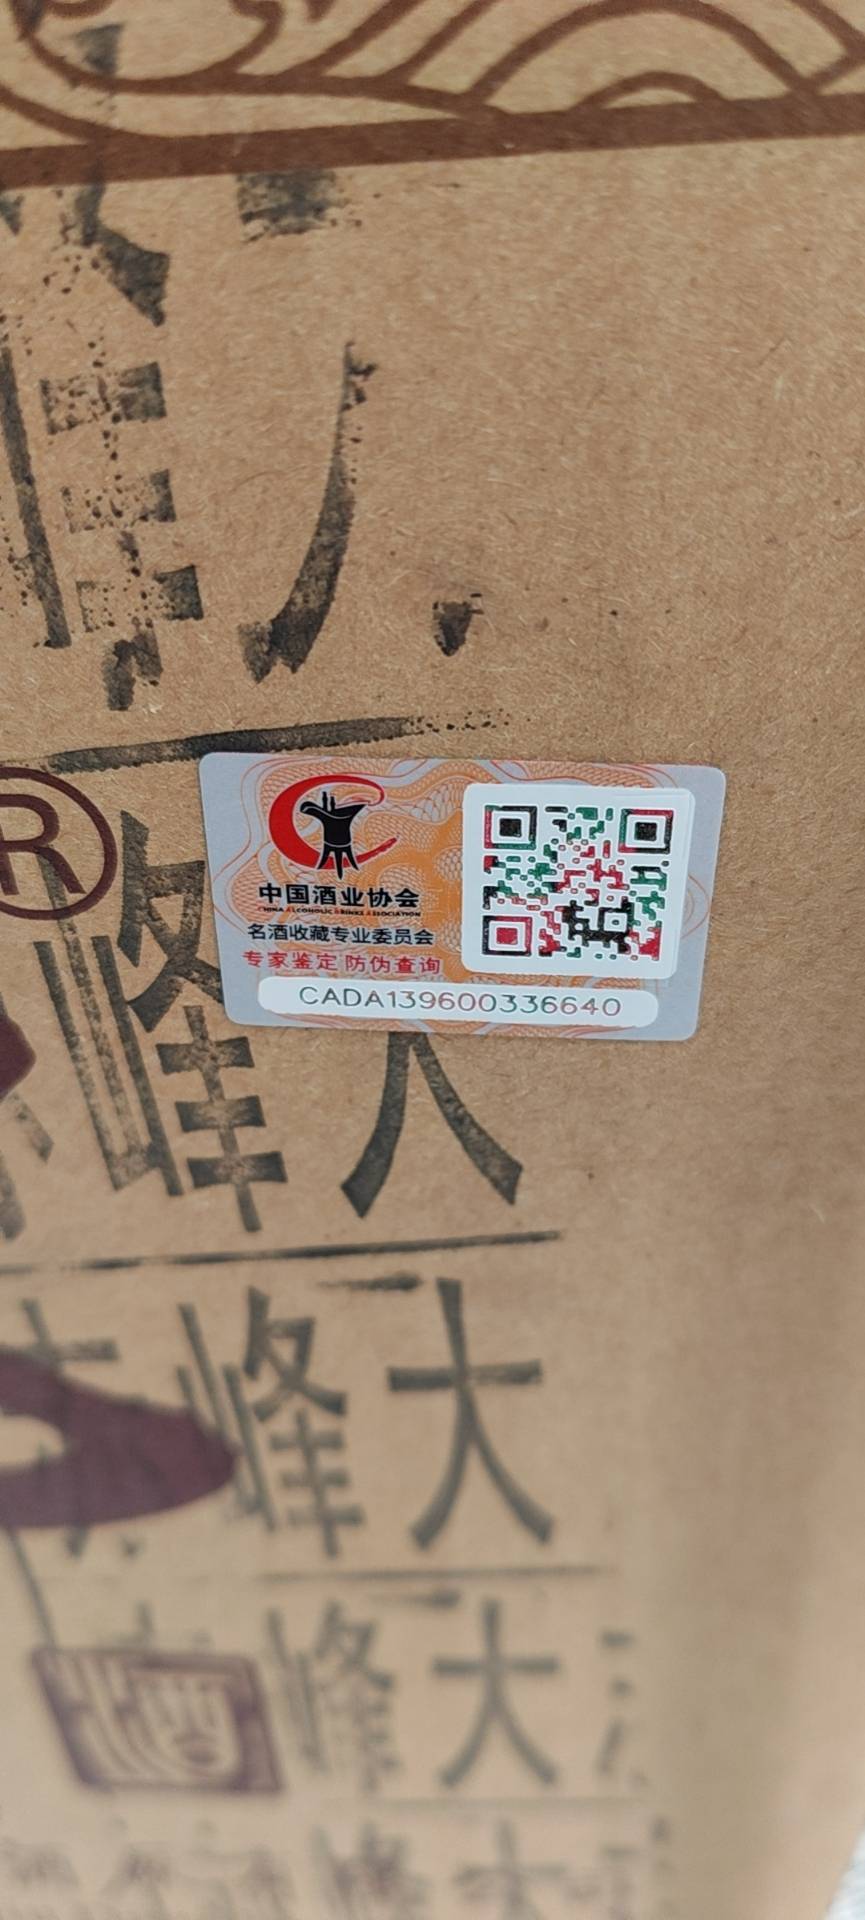 R
中国酒业协会
CHINA ALCOHOLIC DRINKS ASSOCIATION
名酒收藏专业委员会
专家鉴定 防伪查询
CADA139600336640
峰
峰大
峰大